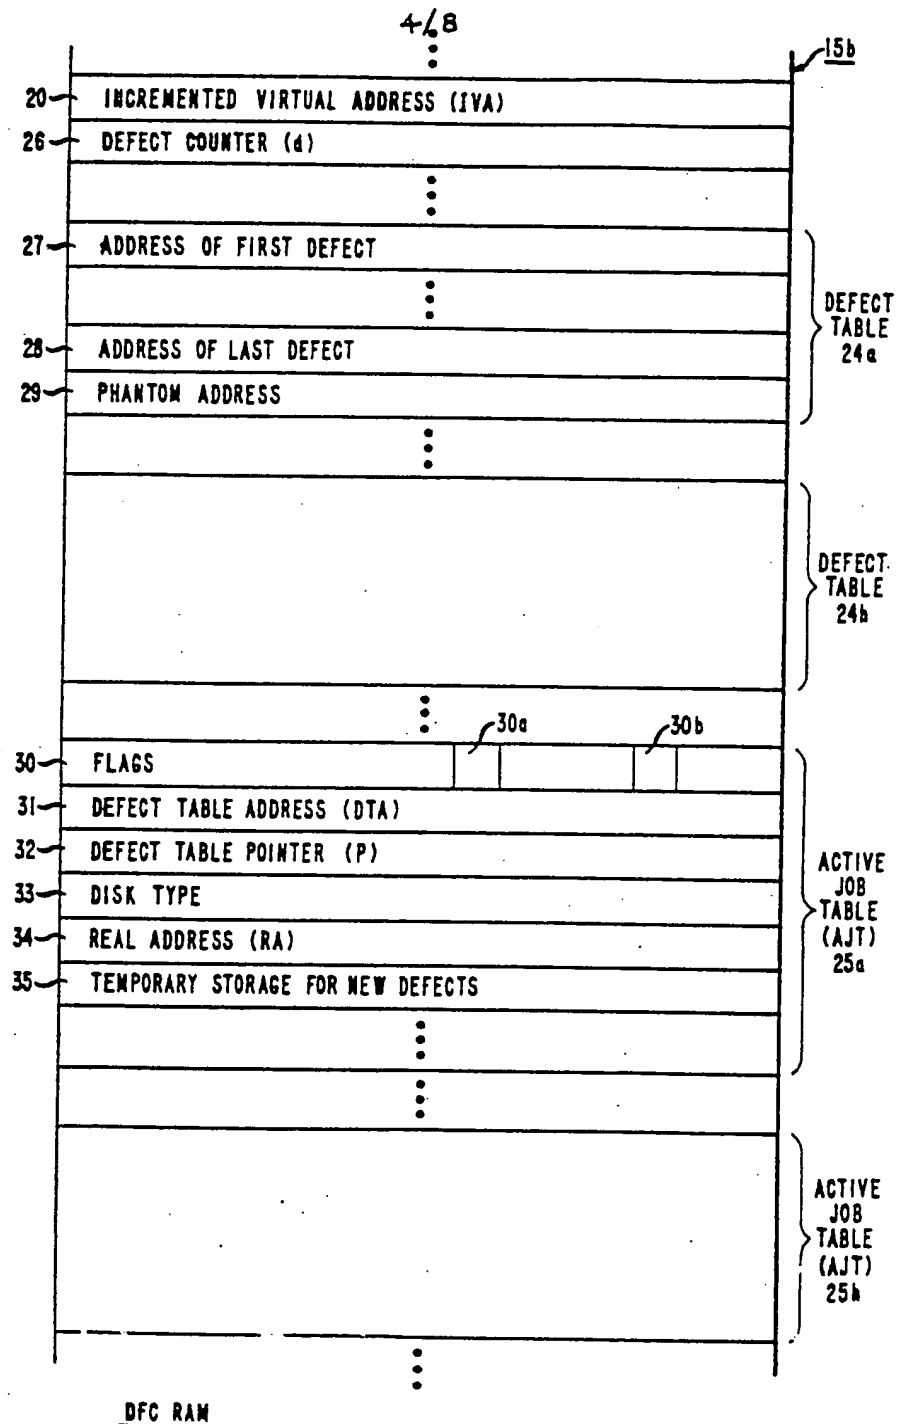 4/8
15b
20 INCREMENTED VIRTUAL ADDRESS (IVA)
26 DEFECT COUNTER (d)
27 ADDRESS OF FIRST DEFECT
DEFECT
TABLE
24a
28 ADDRESS OF LAST DEFECT
29 PHANTOM ADDRESS
DEFECT
TABLE
24h
30a
30b
30 FLAGS
31 DEFECT TABLE ADDRESS (DTA)
32 DEFECT TABLE POINTER (P)
33 DISK TYPE
34 REAL ADDRESS (RA)
35 TEMPORARY STORAGE FOR NEW DEFECTS
ACTIVE
JOB
TABLE
(AJT)
25a
ACTIVE
JOB
TABLE
(AJT)
25h
DFC RAM